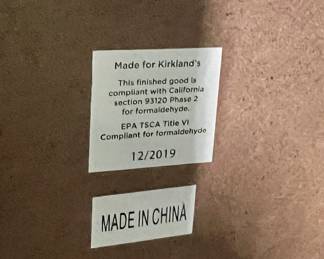 Made for Kirkland's
This finished good is
compliant with California
section 93120 Phase 2
for formaldehyde.
EPA TSCA Title VI
Compliant for formaldehyde
12/2019
MADE IN CHINA